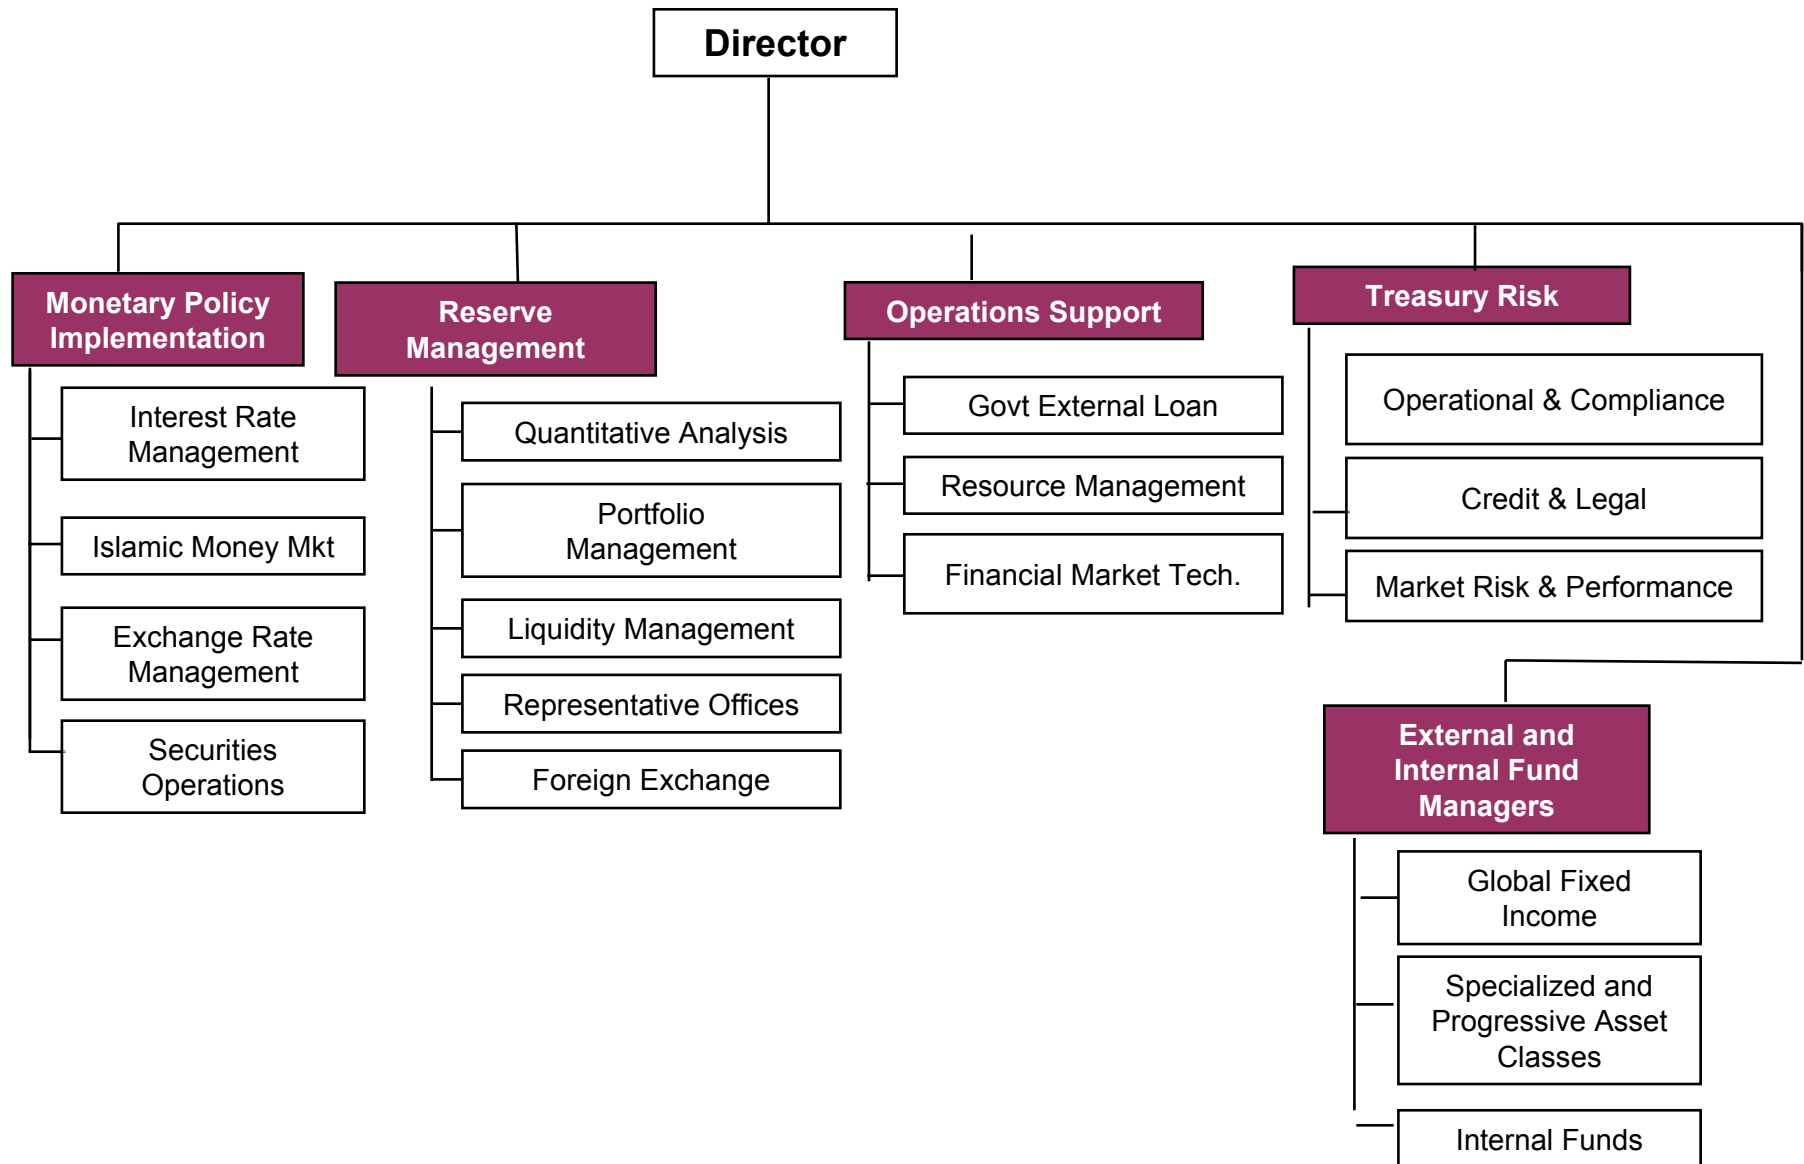 Director
Monetary Policy
Implementation
Interest Rate
Management
Islamic Money Mkt
Exchange Rate
Management
Securities
Operations
Reserve
Management
Quantitative Analysis
Portfolio
Management
Liquidity Management
Representative Offices
Foreign Exchange
Operations Support
Govt External Loan
Resource Management
Financial Market Tech.
Treasury Risk
Operational & Compliance
Credit & Legal
Market Risk & Performance
External and
Internal Fund
Managers
Global Fixed
Income
Specialized and
Progressive Asset
Classes
Internal Funds